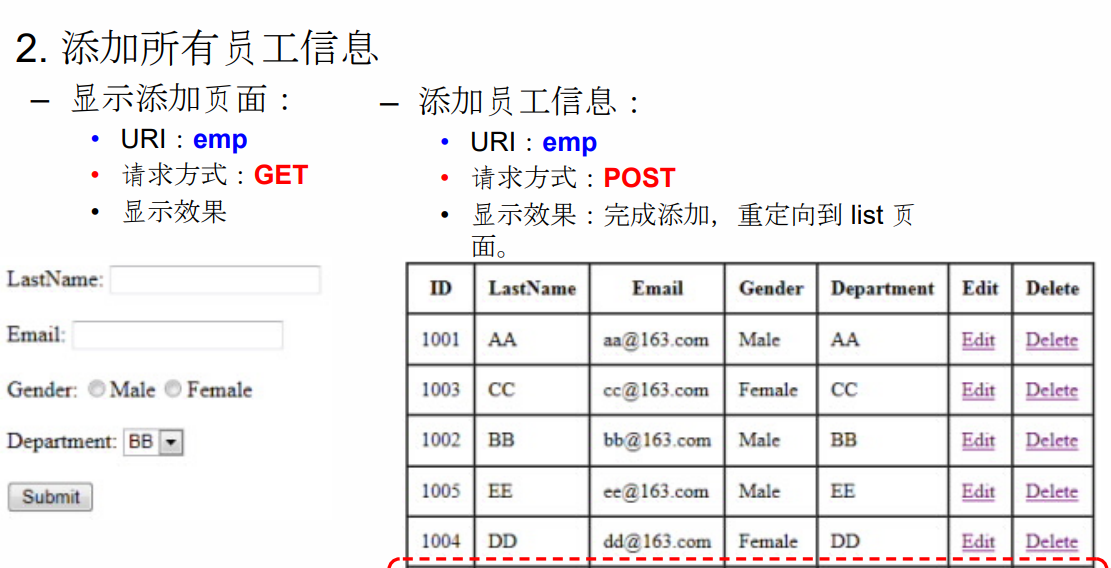 2. 添加所有员工信息
– 显示添加页面：
• URI：emp
• 请求方式：GET
• 显示效果
– 添加员工信息：
• URI：emp
• 请求方式：POST
• 显示效果：完成添加，重定向到 list 页
面。
LastName:
Email:
Gender: Male Female
Department: BB
Submit
ID LastName Email Gender Department Edit Delete
1001 AA aa@163.com Male AA Edit Delete
1003 CC cc@163.com Female CC Edit Delete
1002 BB bb@163.com Male BB Edit Delete
1005 EE ee@163.com Male EE Edit Delete
1004 DD dd@163.com Female DD Edit Delete